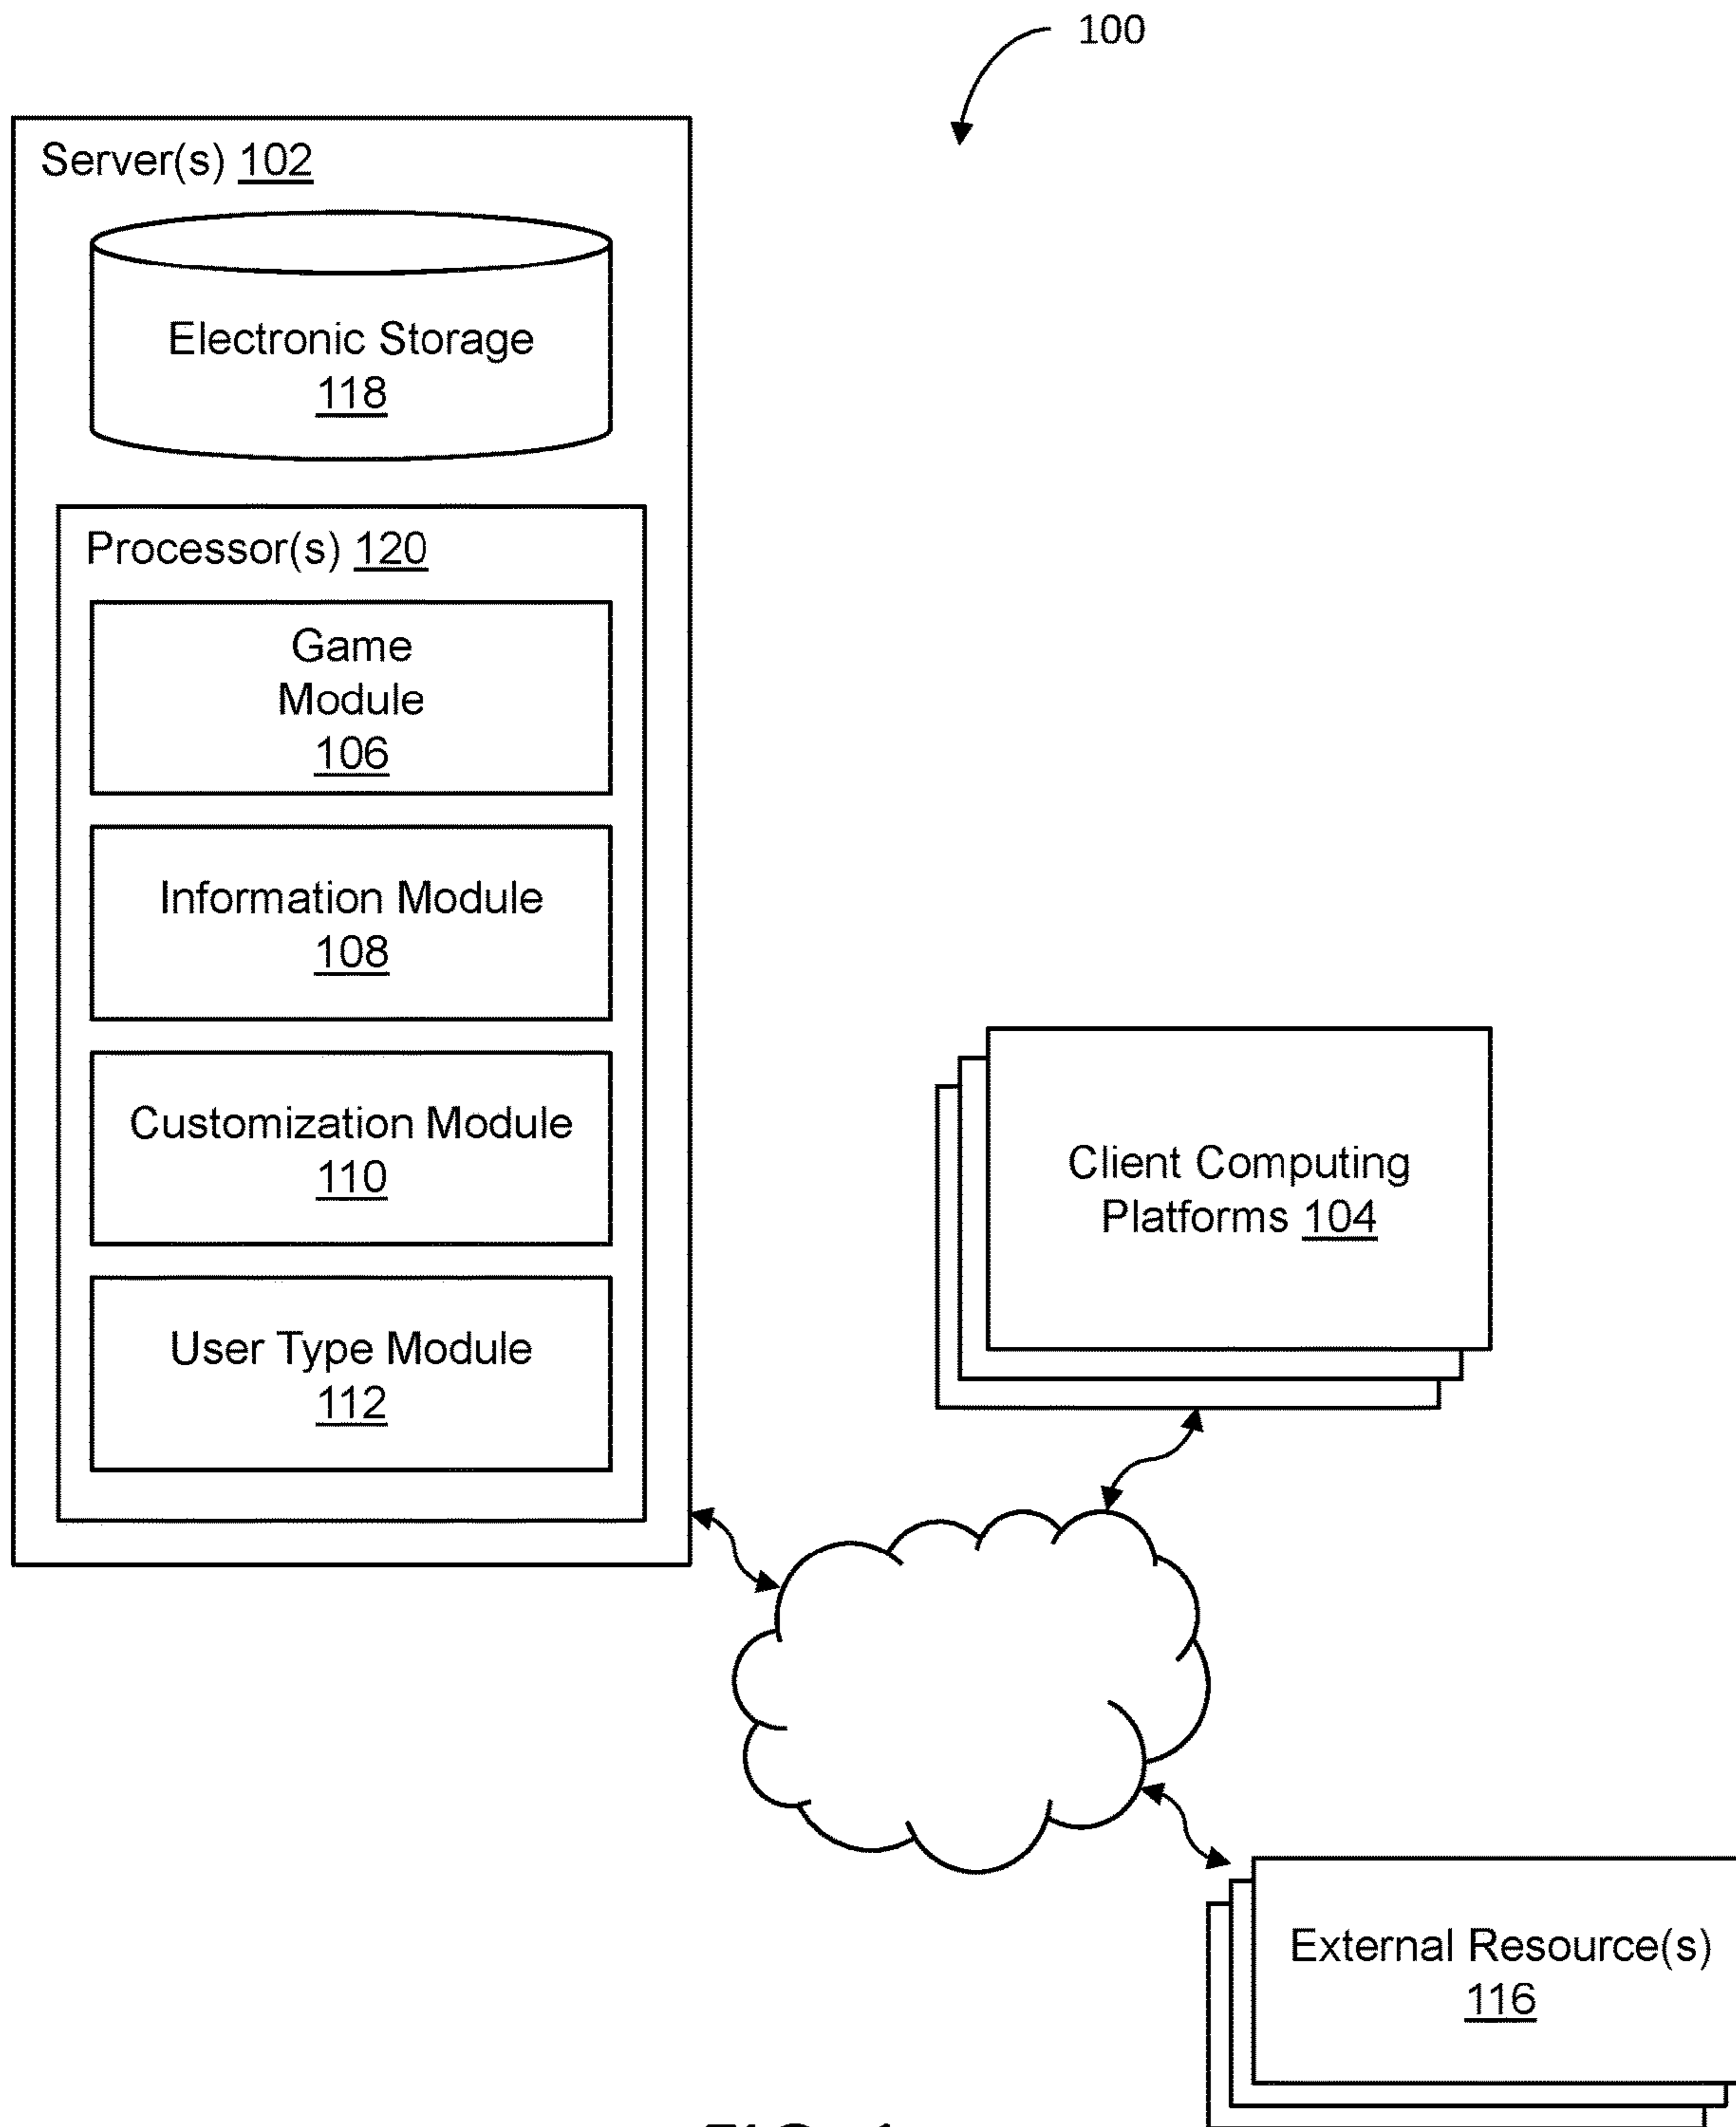 100
Server(s) 102
Electronic Storage
118
Processor(s) 120
Game
Module
106
Information Module
108
Customization Module
110
User Type Module
112
Client Computing
Platforms 104
External Resource(s)
116